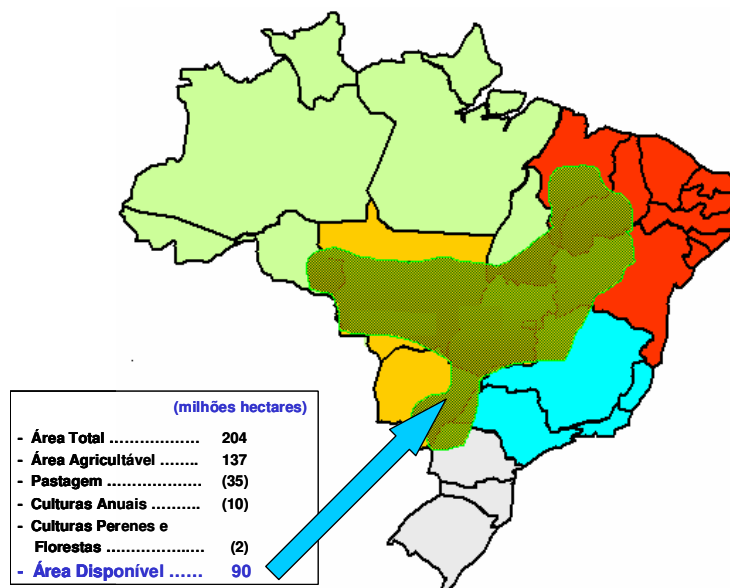 (milhões hectares)
- Área Total ................... 204
- Área Agricultável ........ 137
- Pastagem .................... (35)
- Culturas Anuais ........... (10)
- Culturas Perenes e
Florestas .................... (2)
- Área Disponível ...... 90